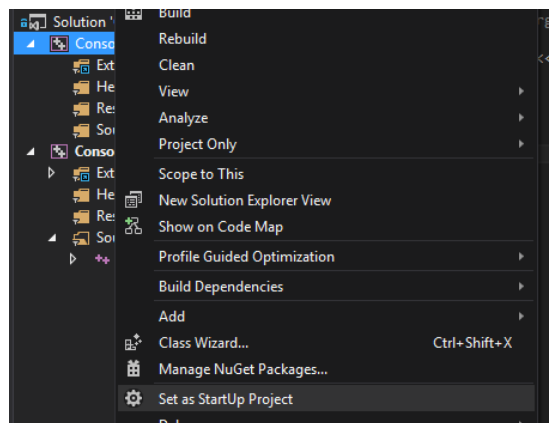 Solution '
Conso
Ext
He
Re
Sou
Conso
Ext
He
Re
Sou
Build
Rebuild
Clean
View
Analyze
Project Only
Scope to This
New Solution Explorer View
Show on Code Map
Profile Guided Optimization
Build Dependencies
Add
Class Wizard... Ctrl+Shift+X
Manage NuGet Packages...
Set as StartUp Project